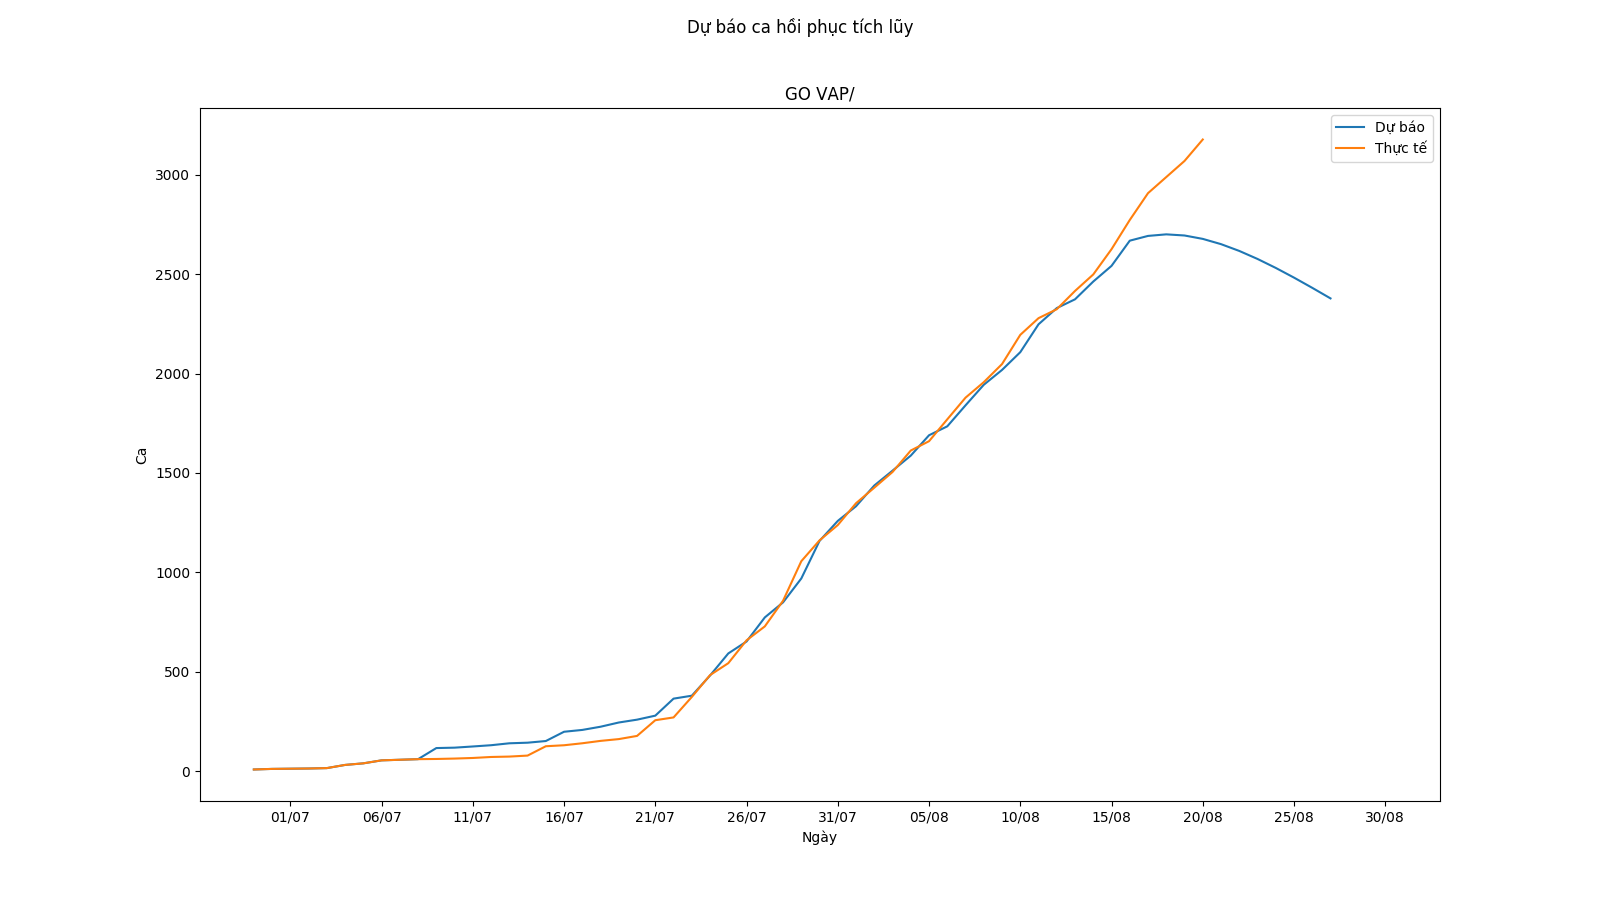 Dự báo ca hồi phục tích lũy
GO VAP/
Dự báo
Thực tế
3000
2500
2000
1500
1000
500
0
Ca
01/07 06/07 11/07 16/07 21/07 26/07 31/07 05/08 10/08 15/08 20/08 25/08 30/08
Ngày